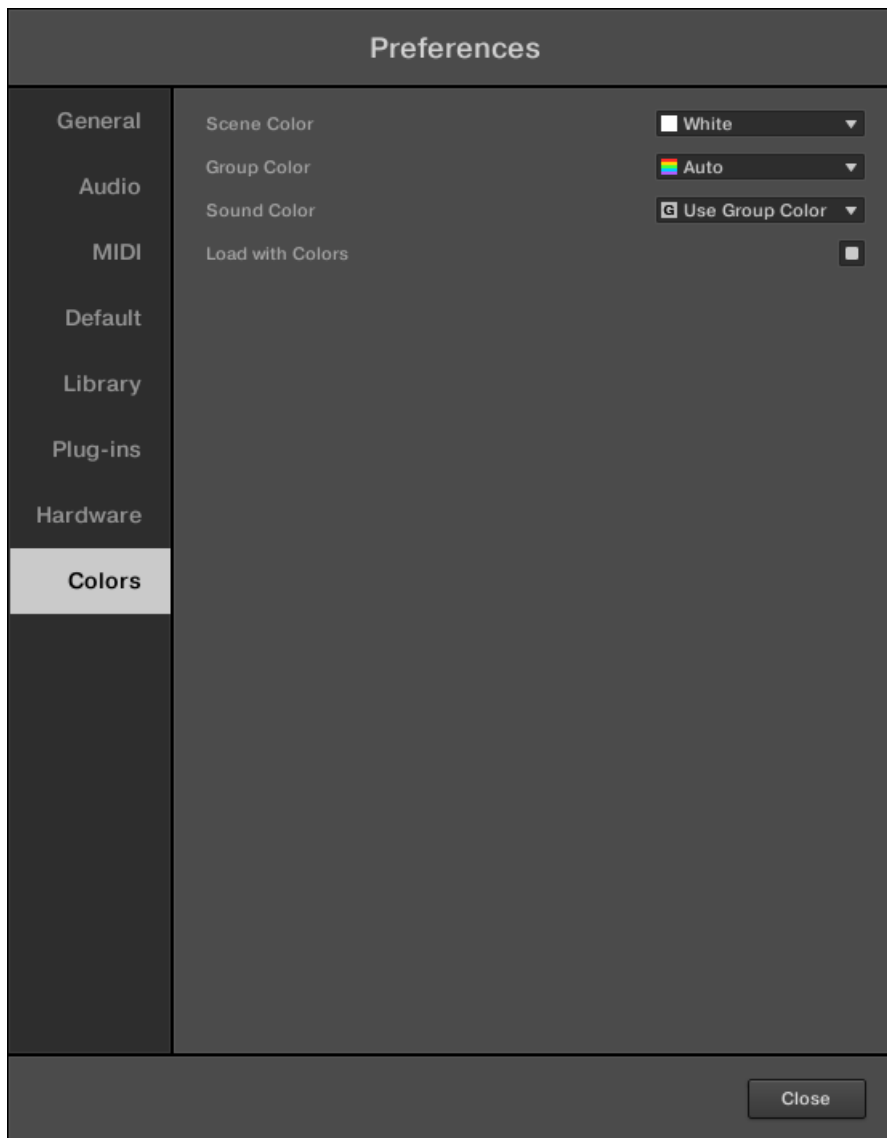 Preferences
General
Audio
MIDI
Default
Library
Plug-ins
Hardware
Colors
Scene Color White
Group Color Auto
Sound Color G Use Group Color
Load with Colors
Close